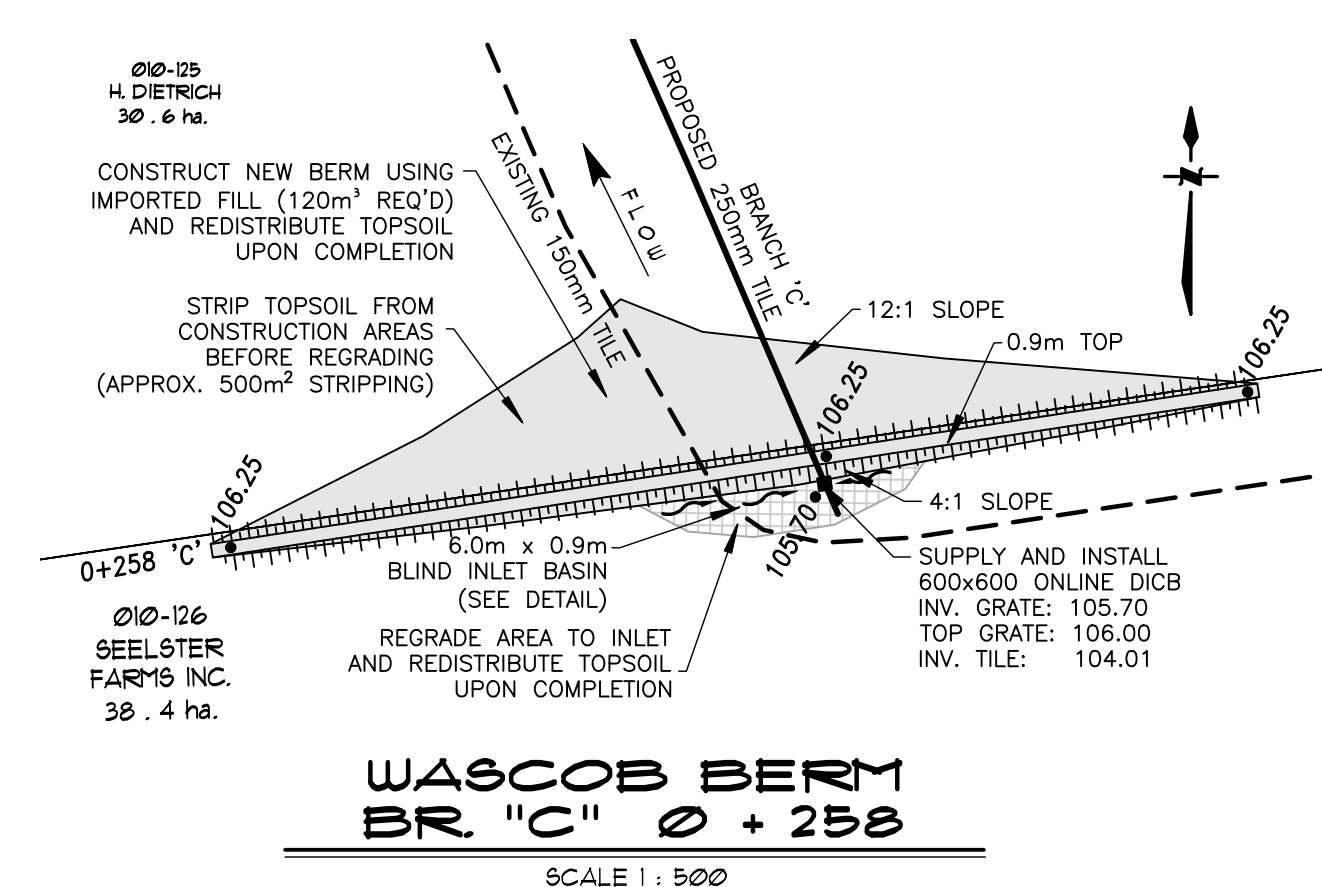 010-125
H. DIETRICH
30 . 6 ha.
CONSTRUCT NEW BERM USING
IMPORTED FILL (120m³ REQ'D)
AND REDISTRIBUTE TOPSOIL
UPON COMPLETION
STRIP TOPSOIL FROM
CONSTRUCTION AREAS
BEFORE REGRADING
(APPROX. 500m² STRIPPING)
EXISTING 150mm TILE
FLOW
PROPOSED 250mm TILE
BRANCH 'C'
N
12:1 SLOPE
0.9m TOP
106.25
106.25
106.25
105.70
4:1 SLOPE
0+258 'C'
6.0m x 0.9m
BLIND INLET BASIN
(SEE DETAIL)
SUPPLY AND INSTALL
600x600 ONLINE DICB
INV. GRATE: 105.70
TOP GRATE: 106.00
INV. TILE: 104.01
010-126
SEELSTER
FARMS INC.
38 . 4 ha.
REGRADE AREA TO INLET
AND REDISTRIBUTE TOPSOIL
UPON COMPLETION
WASCOB BERM
BR. "C" 0 + 258
SCALE 1 : 500